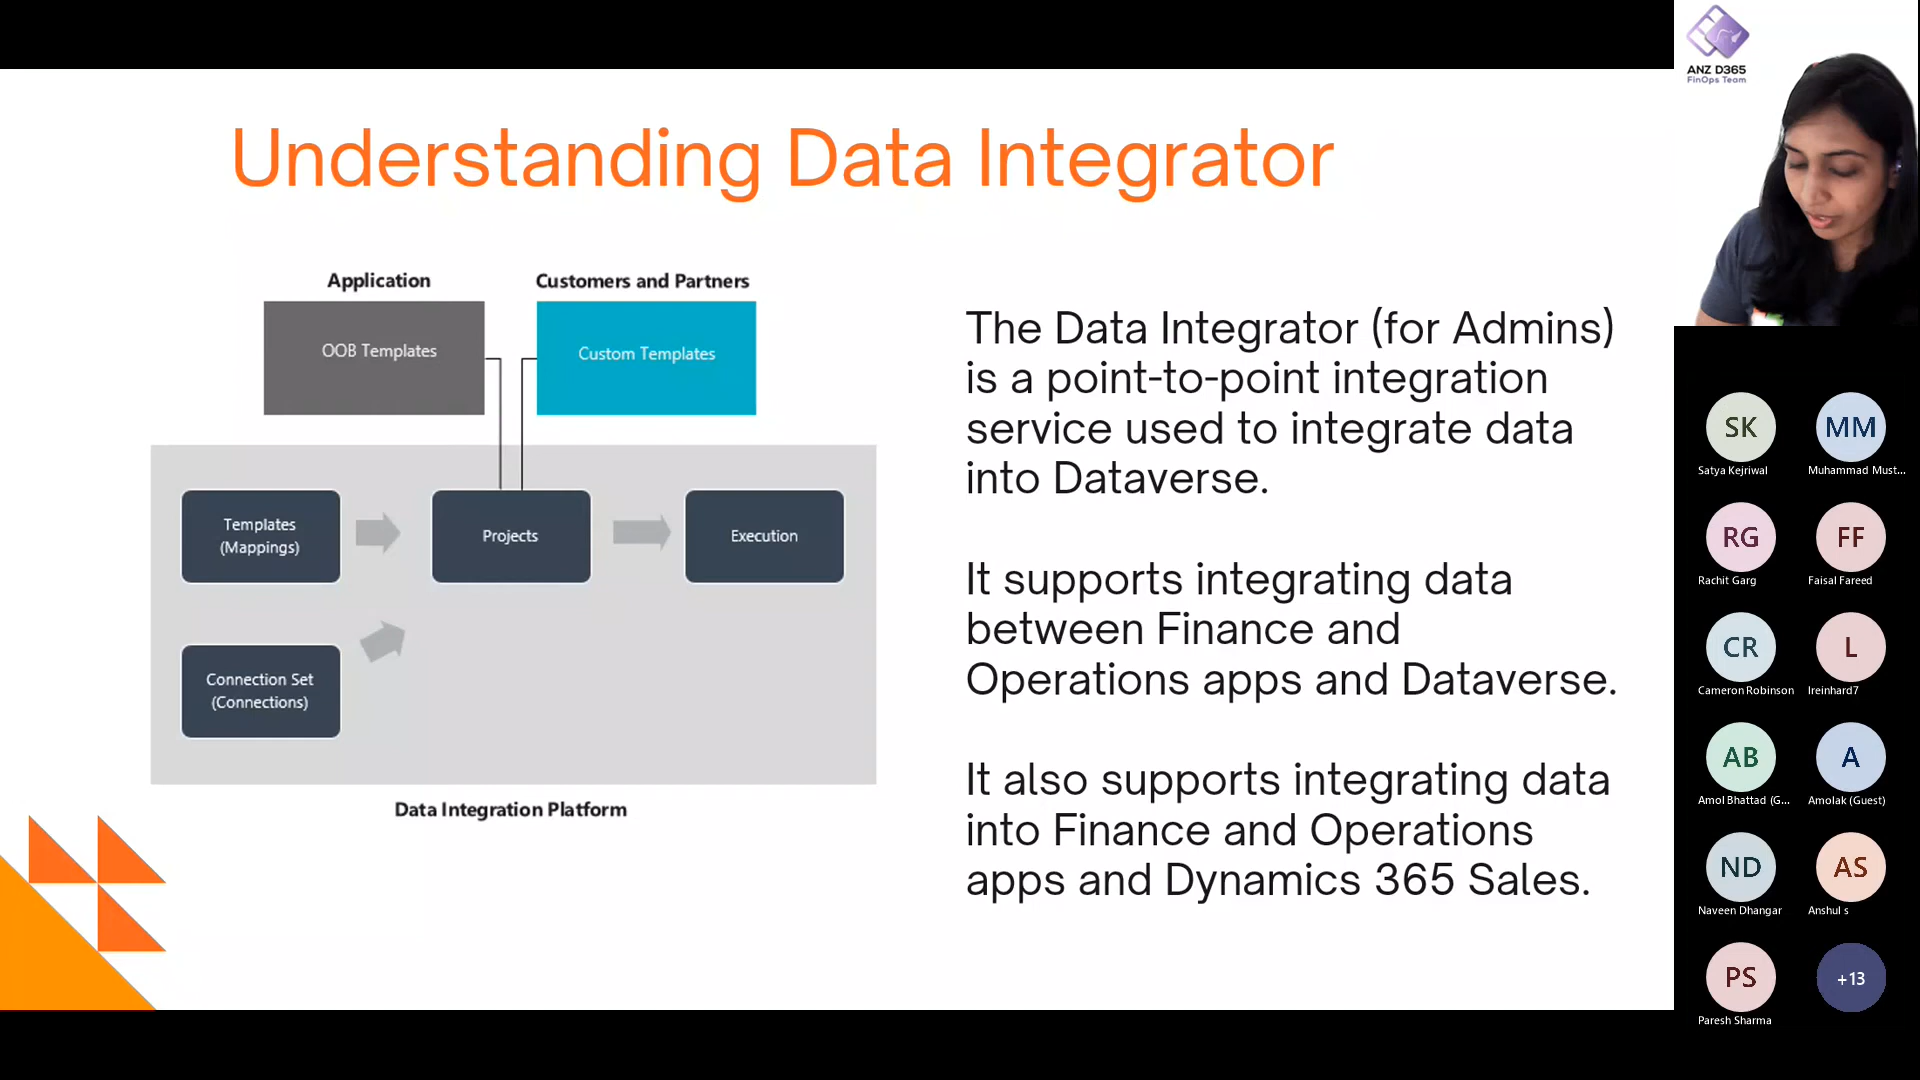 Understanding Data Integrator
Application
Customers and Partners
OOB Templates
Custom Templates
Templates
(Mappings)
Projects
Execution
Connection Set
(Connections)
Data Integration Platform
The Data Integrator (for Admins)
is a point-to-point integration
service used to integrate data
into Dataverse.
It supports integrating data
between Finance and
Operations apps and Dataverse.
It also supports integrating data
into Finance and Operations
apps and Dynamics 365 Sales.
ANZ D365
FinOps Team
SK
MM
Satya Kejriwal
Muhammad Must...
RG
FF
Rachit Garg
Faisal Fareed
CR
L
Cameron Robinson
lreinhard7
AB
A
Amol Bhattad (G...
Amolak (Guest)
ND
AS
Naveen Dhangar
Anshul s
PS
+13
Paresh Sharma